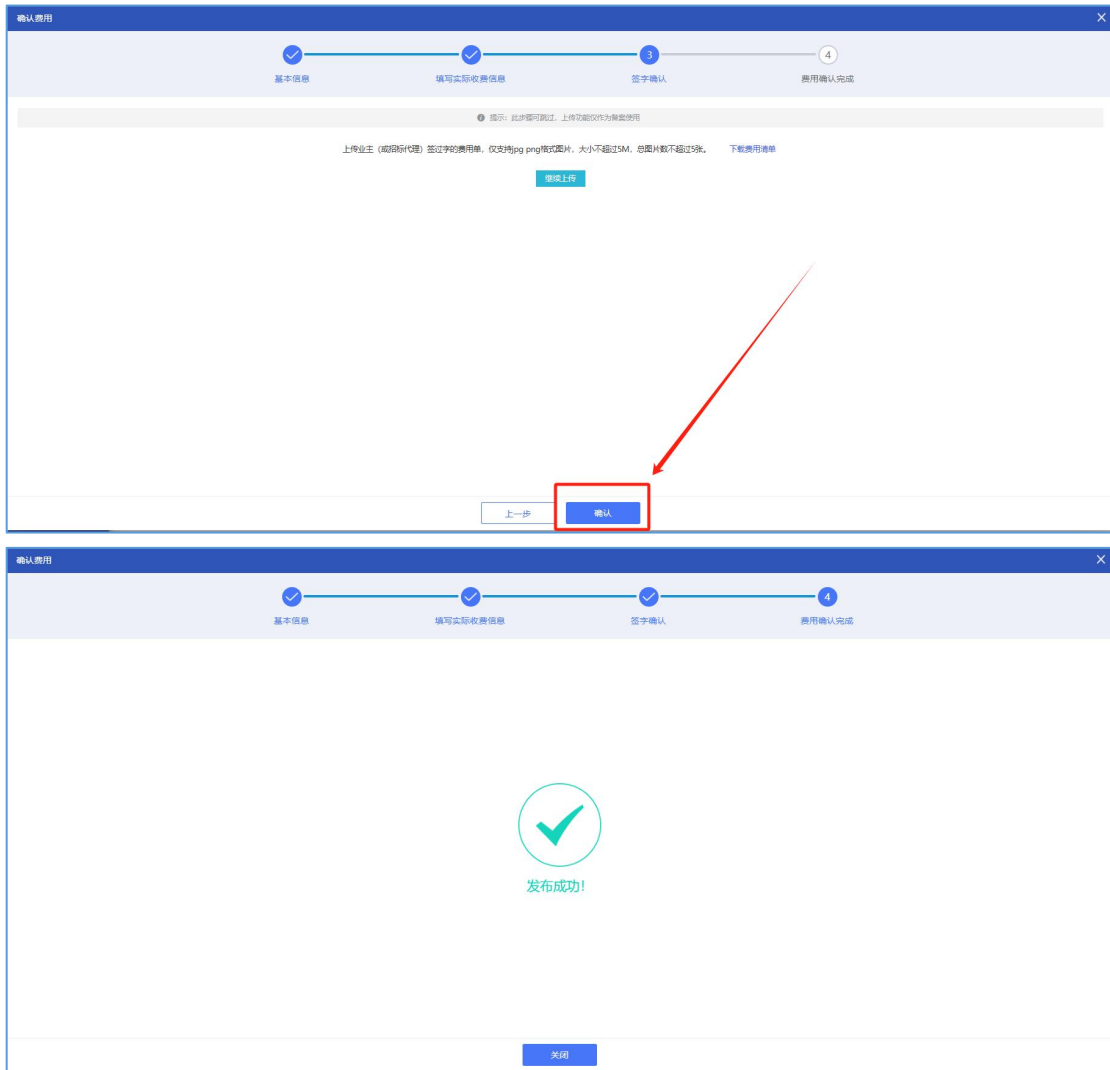 确认费用
3
4
基本信息 填写实际收费信息 签字确认 费用确认完成
提示：此步骤可跳过，上传功能仅作为备案使用
上传业主（或招标代理）签过字的费用单，仅支持jpg png格式图片，大小不超过5M，总图片数不超过5张。 下载费用清单
继续上传
上一步 确认
确认费用
4
基本信息 填写实际收费信息 签字确认 费用确认完成
发布成功！
关闭